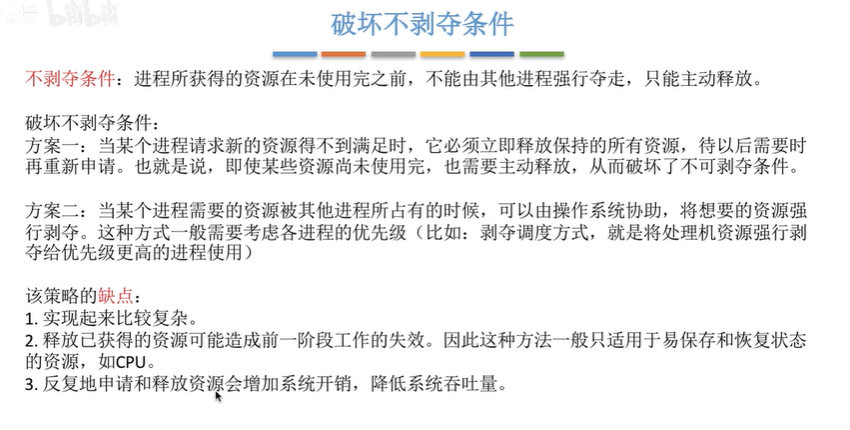 bilibili
破坏不剥夺条件
不剥夺条件：进程所获得的资源在未使用完之前，不能由其他进程强行夺走，只能主动释放。
破坏不剥夺条件：
方案一：当某个进程请求新的资源得不到满足时，它必须立即释放保持的所有资源，待以后需要时
再重新申请。也就是说，即使某些资源尚未使用完，也需要主动释放，从而破坏了不可剥夺条件。
方案二：当某个进程需要的资源被其他进程所占有的时候，可以由操作系统协助，将想要的资源强
行剥夺。这种方式一般需要考虑各进程的优先级（比如：剥夺调度方式，就是将处理机资源强行剥
夺给优先级更高的进程使用）
该策略的缺点：
1. 实现起来比较复杂。
2. 释放已获得的资源可能造成前一阶段工作的失效。因此这种方法一般只适用于易保存和恢复状态
的资源，如CPU。
3. 反复地申请和释放资源会增加系统开销，降低系统吞吐量。